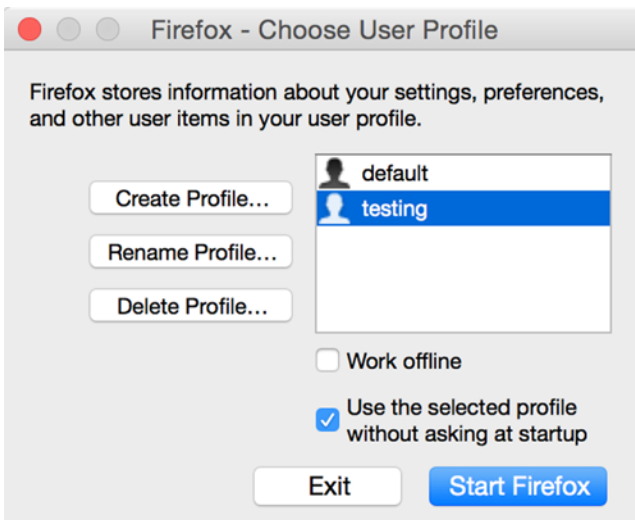 Firefox - Choose User Profile
Firefox stores information about your settings, preferences,
and other user items in your user profile.
Create Profile...
Rename Profile...
Delete Profile...
default
testing
Work offline
Use the selected profile
without asking at startup
Exit
Start Firefox